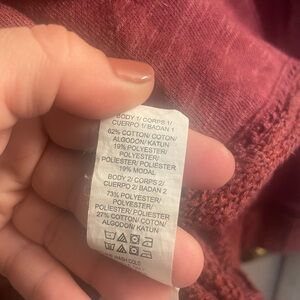 BODY 1/ CORPS 1/
CUERPO 1/ BADAN 1
62% COTTON/ COTON/
ALGODÓN/ KATUN
19% POLYESTER/
POLYESTER/
POLIÉSTER/ POLIESTER
19% MODAL
BODY 2/ CORPS 2/
CUERPO 2/ BADAN 2
73% POLYESTER/
POLYESTER/
POLIÉSTER/ POLIESTER
27% COTTON/ COTON/
ALGODÓN/ KATUN
WASH COLD